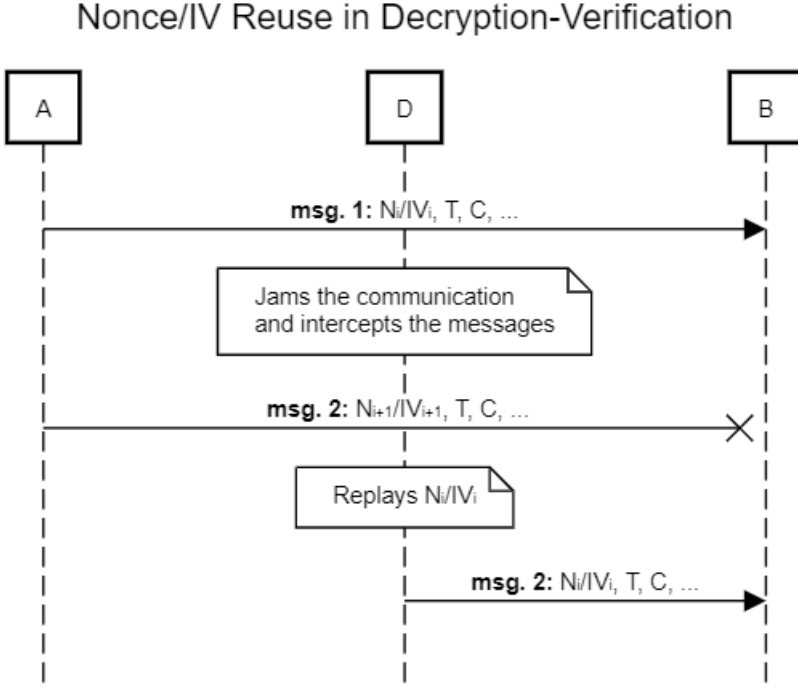 Nonce/IV Reuse in Decryption-Verification
A
D
B
msg. 1: Nᵢ/IVᵢ, T, C, ...
Jams the communication
and intercepts the messages
msg. 2: Nᵢ₊₁/IVᵢ₊₁, T, C, ...
Replays Nᵢ/IVᵢ
msg. 2: Nᵢ/IVᵢ, T, C, ...